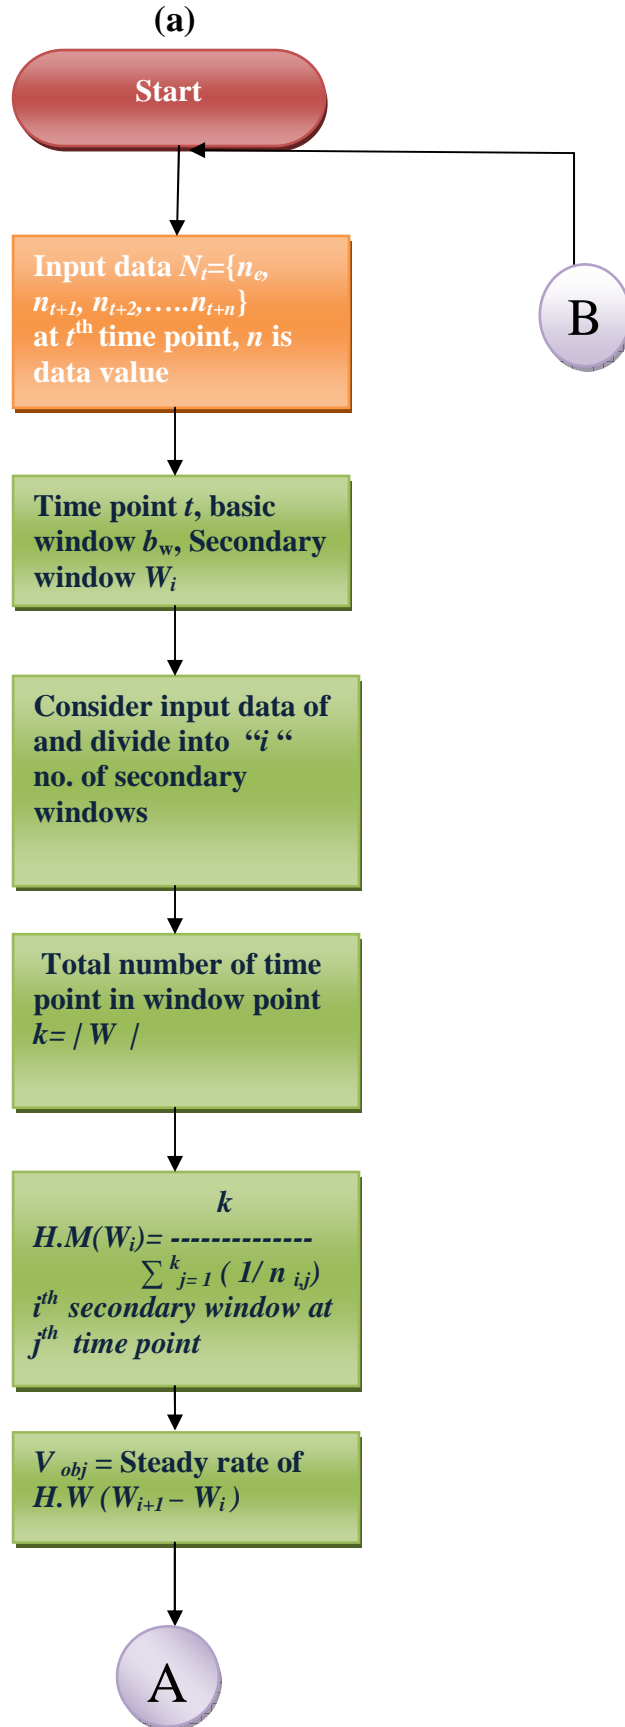 (a)
Start
Input data Nₜ={nₑ,
nₜ₊₁, nₜ₊₂,.....nₜ₊ₙ}
at tᵗʰ time point, n is
data value
B
Time point t, basic
window b_w, Secondary
window Wᵢ
Consider input data of
and divide into “i “
no. of secondary
windows
Total number of time
point in window point
k= | W |
k
H.M(Wᵢ)= --------------
∑ ᵏ ⱼ₌ ₁ ( 1/ n ᵢ,ⱼ)
iᵗʰ secondary window at
jᵗʰ time point
V obj = Steady rate of
H.W (Wᵢ₊₁ – Wᵢ )
A